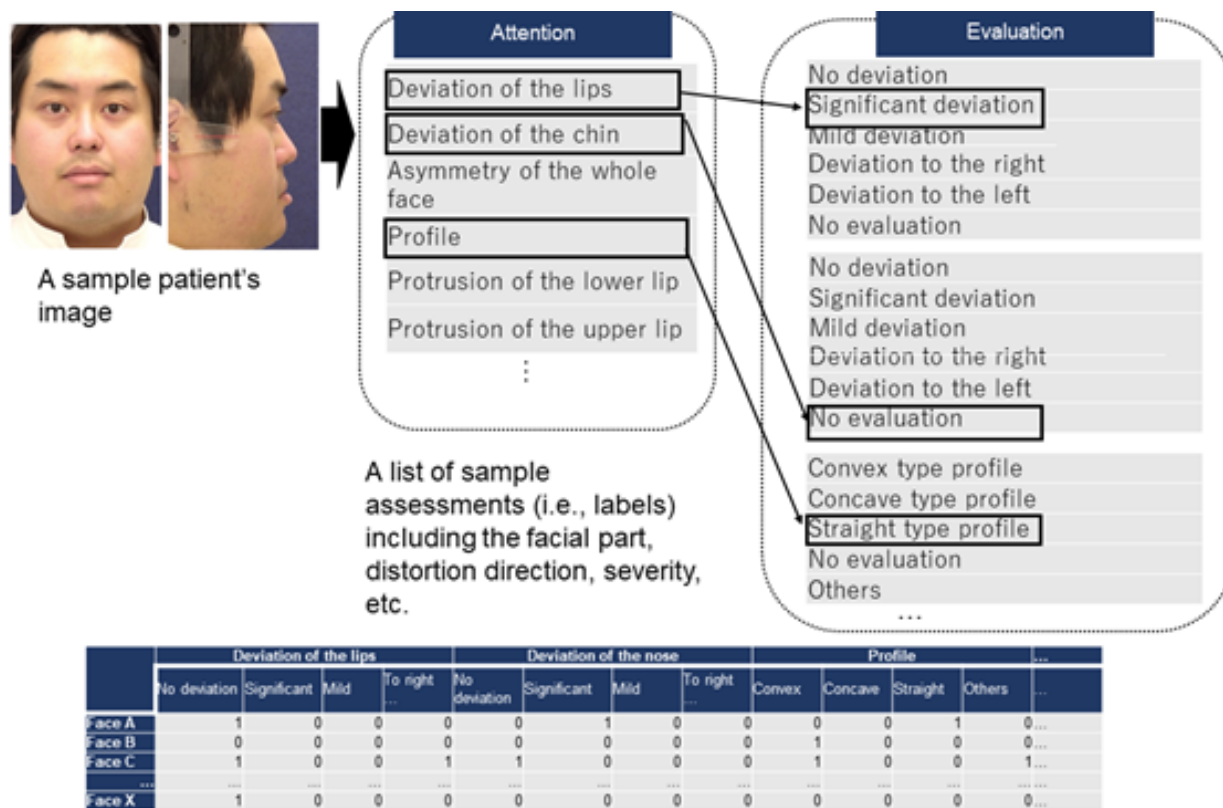 Attention
Deviation of the lips
Deviation of the chin
Asymmetry of the whole
face
Profile
Protrusion of the lower lip
Protrusion of the upper lip
⋮
Evaluation
No deviation
Significant deviation
Mild deviation
Deviation to the right
Deviation to the left
No evaluation
No deviation
Significant deviation
Mild deviation
Deviation to the right
Deviation to the left
No evaluation
Convex type profile
Concave type profile
Straight type profile
No evaluation
Others
...
A sample patient's
image
A list of sample
assessments (i.e., labels)
including the facial part,
distortion direction, severity,
etc.
Deviation of the lips Deviation of the nose Profile ...
No deviation Significant Mild To right ... No deviation Significant Mild To right ... Convex Concave Straight Others ...
Face A 1 0 0 0 0 1 0 0 0 0 1 0 ...
Face B 0 0 0 0 0 0 0 0 1 0 0 0 ...
Face C 1 0 0 1 1 0 0 0 1 0 0 1 ...
... ... ... ... ... ... ... ... ... ... ... ... ... ...
Face X 1 0 0 0 0 0 0 0 0 0 0 0 ...